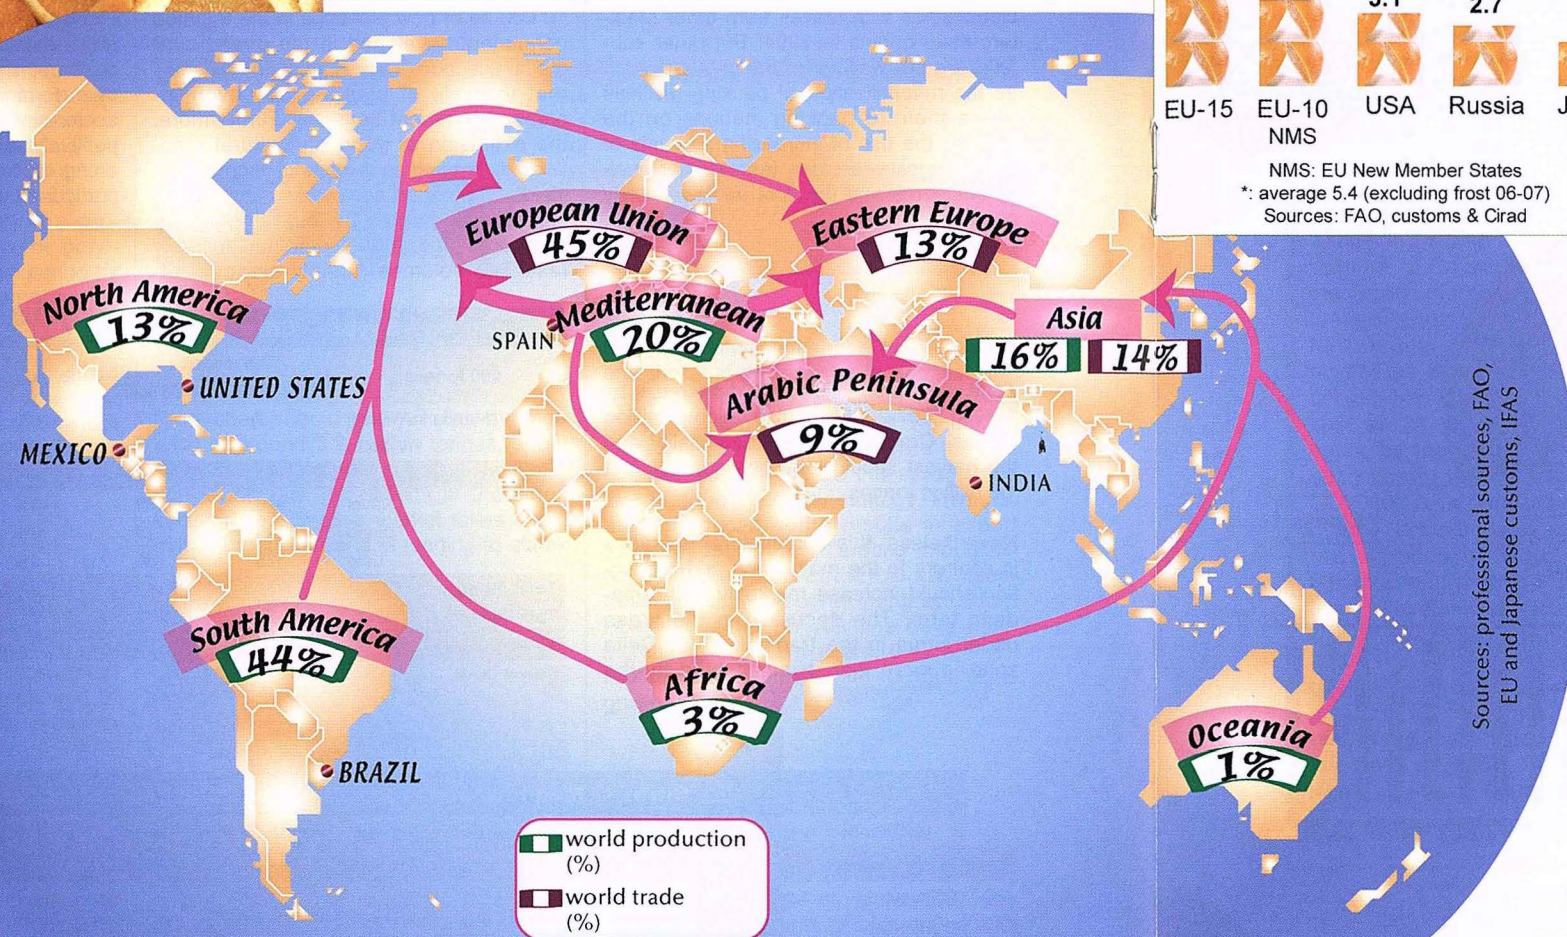 2.7
EU-15 EU-10 USA Russia
NMS
NMS: EU New Member States
*: average 5.4 (excluding frost 06-07)
Sources: FAO, customs & Cirad
European Union
45%
Eastern Europe
13%
North America
13%
Mediterranean
20%
SPAIN
Asia
16% 14%
UNITED STATES
Arabic Peninsula
9%
MEXICO
INDIA
South America
44%
Africa
3%
Oceania
1%
BRAZIL
world production
(%)
world trade
(%)
Sources: professional sources, FAO,
EU and Japanese customs, IFAS